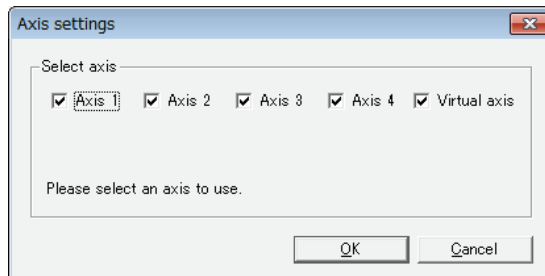 Axis settings
Select axis
Axis 1 Axis 2 Axis 3 Axis 4 Virtual axis
Please select an axis to use.
OK Cancel